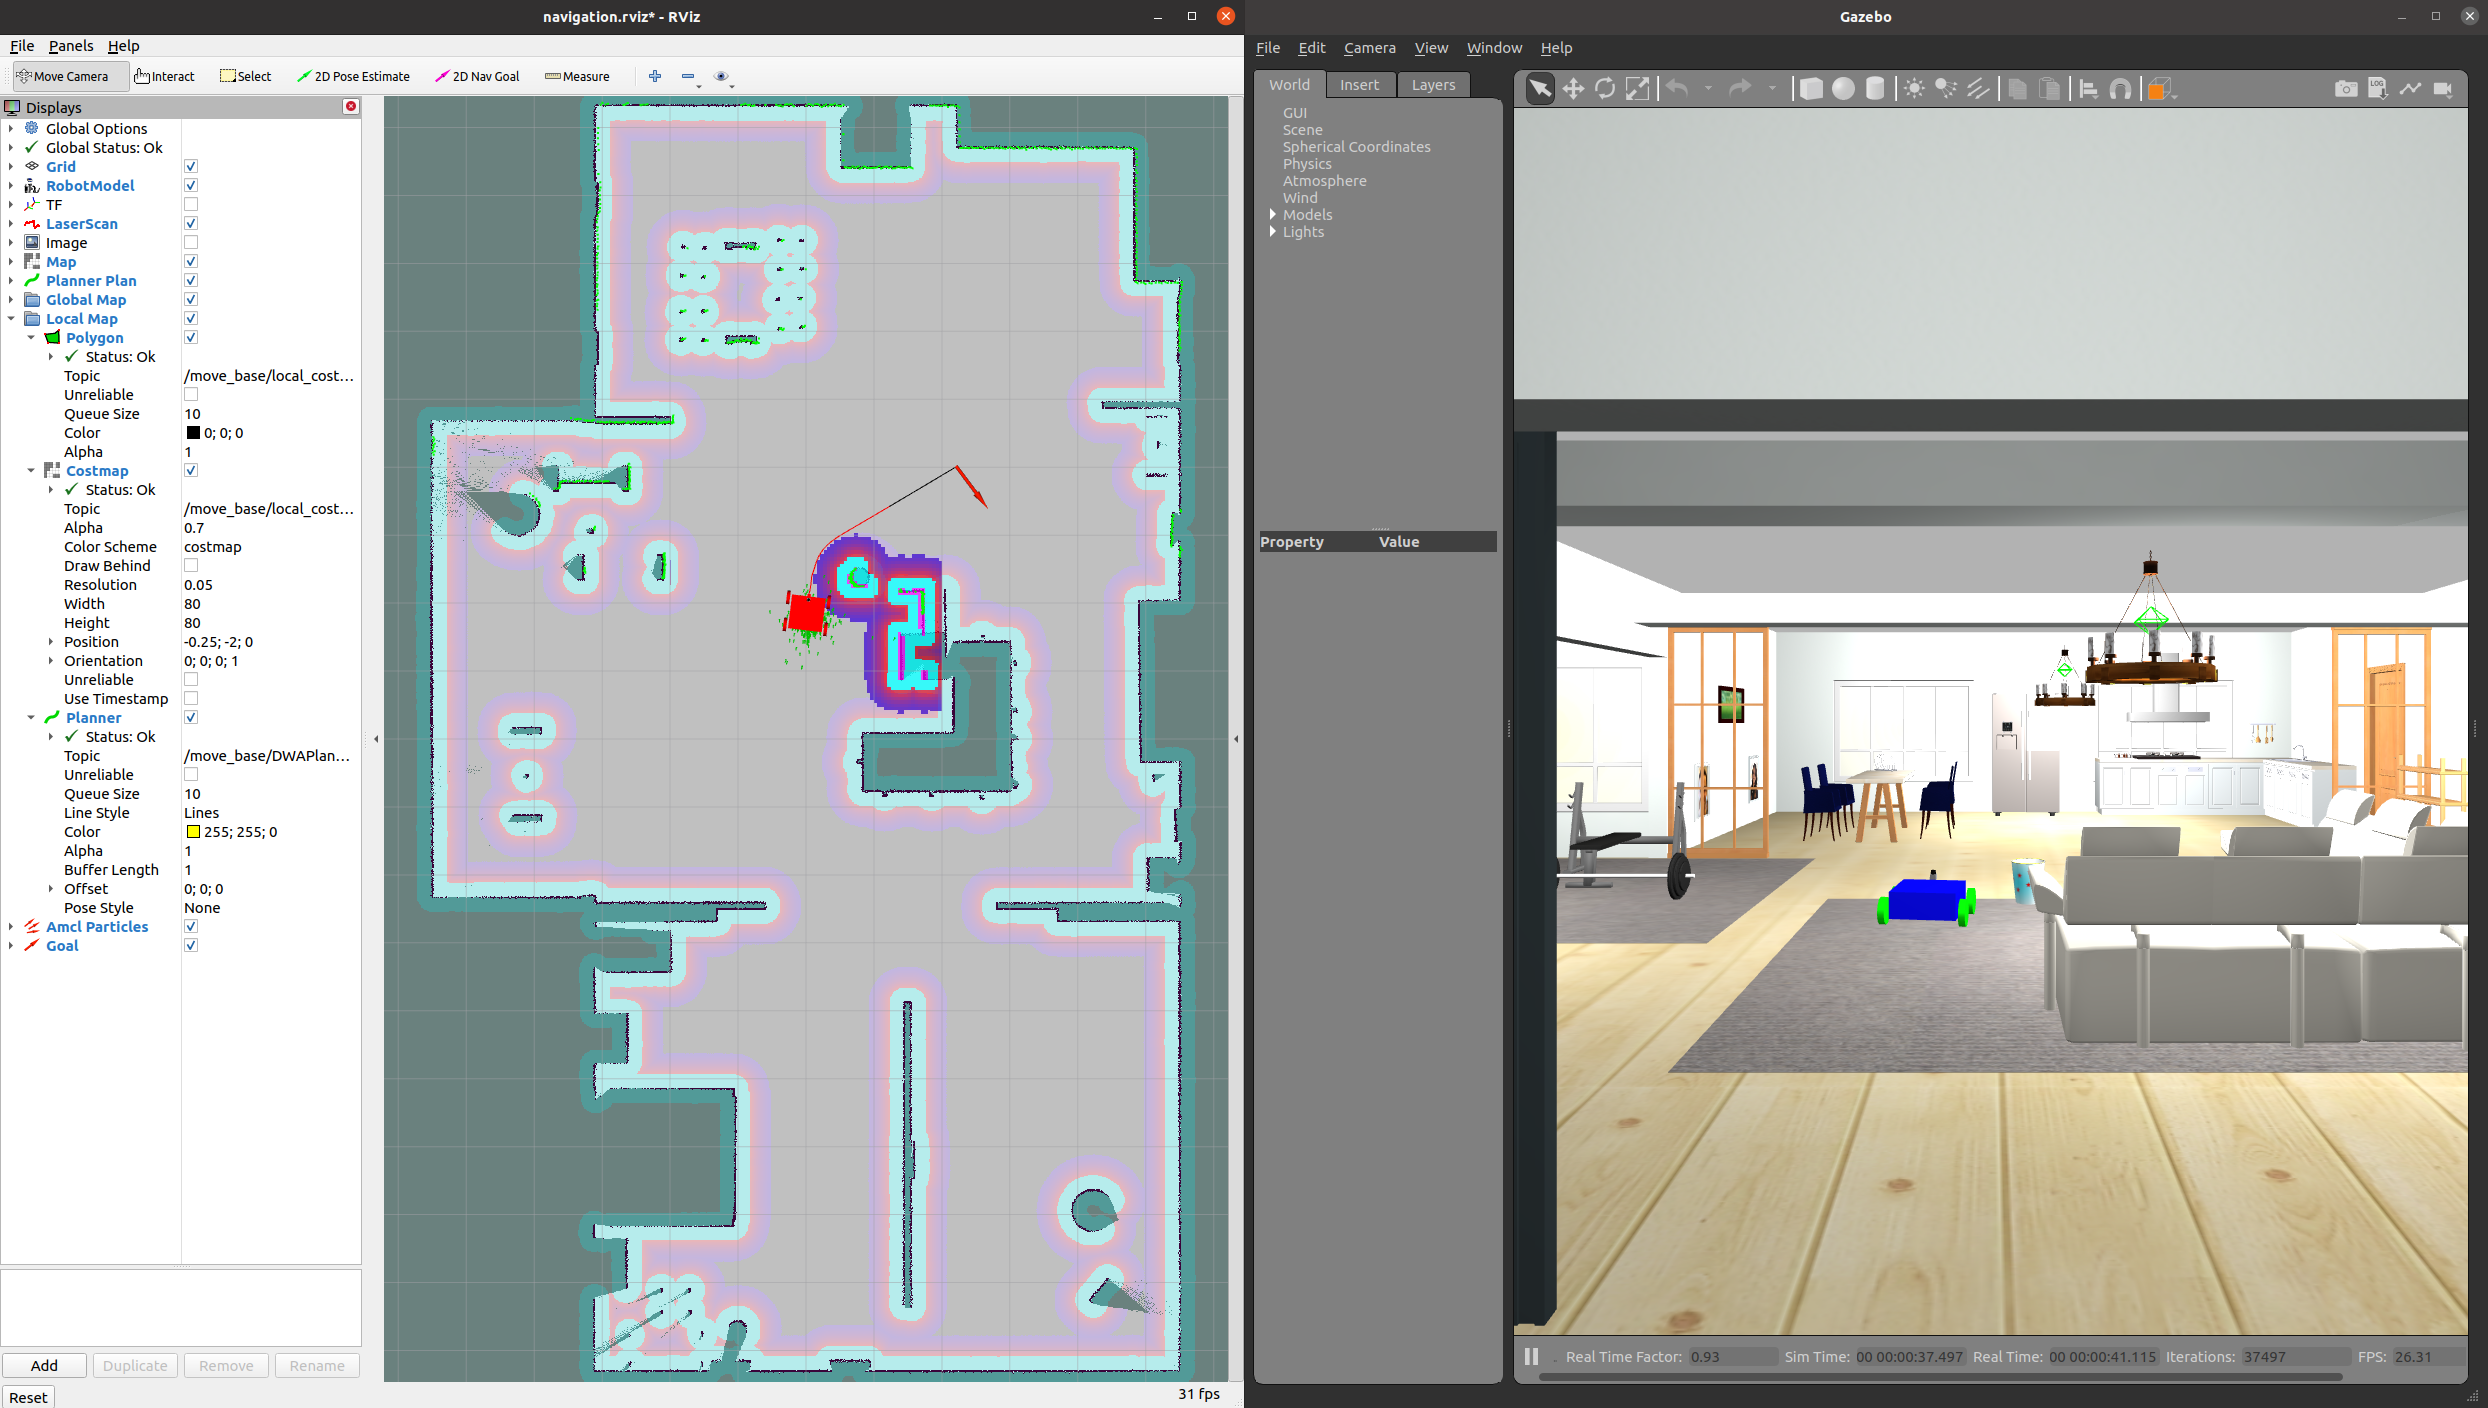 navigation.rviz* - RViz
File Panels Help
Move Camera Interact Select 2D Pose Estimate 2D Nav Goal Measure
Displays
Global Options
Global Status: Ok
Grid
RobotModel
TF
LaserScan
Image
Map
Planner Plan
Global Map
Local Map
Polygon
Status: Ok
Topic /move_base/local_cost...
Unreliable
Queue Size 10
Color 0; 0; 0
Alpha 1
Costmap
Status: Ok
Topic /move_base/local_cost...
Alpha 0.7
Color Scheme costmap
Draw Behind
Resolution 0.05
Width 80
Height 80
Position -0.25; -2; 0
Orientation 0; 0; 0; 1
Unreliable
Use Timestamp
Planner
Status: Ok
Topic /move_base/DWAPlan...
Unreliable
Queue Size 10
Line Style Lines
Color 255; 255; 0
Alpha 1
Buffer Length 1
Offset 0; 0; 0
Pose Style None
Amcl Particles
Goal
Add Duplicate Remove Rename
Reset
31 fps
Gazebo
File Edit Camera View Window Help
World Insert Layers
GUI
Scene
Spherical Coordinates
Physics
Atmosphere
Wind
Models
Lights
Property Value
LOG
Real Time Factor: 0.93 Sim Time: 00 00:00:37.497 Real Time: 00 00:00:41.115 Iterations: 37497 FPS: 26.31